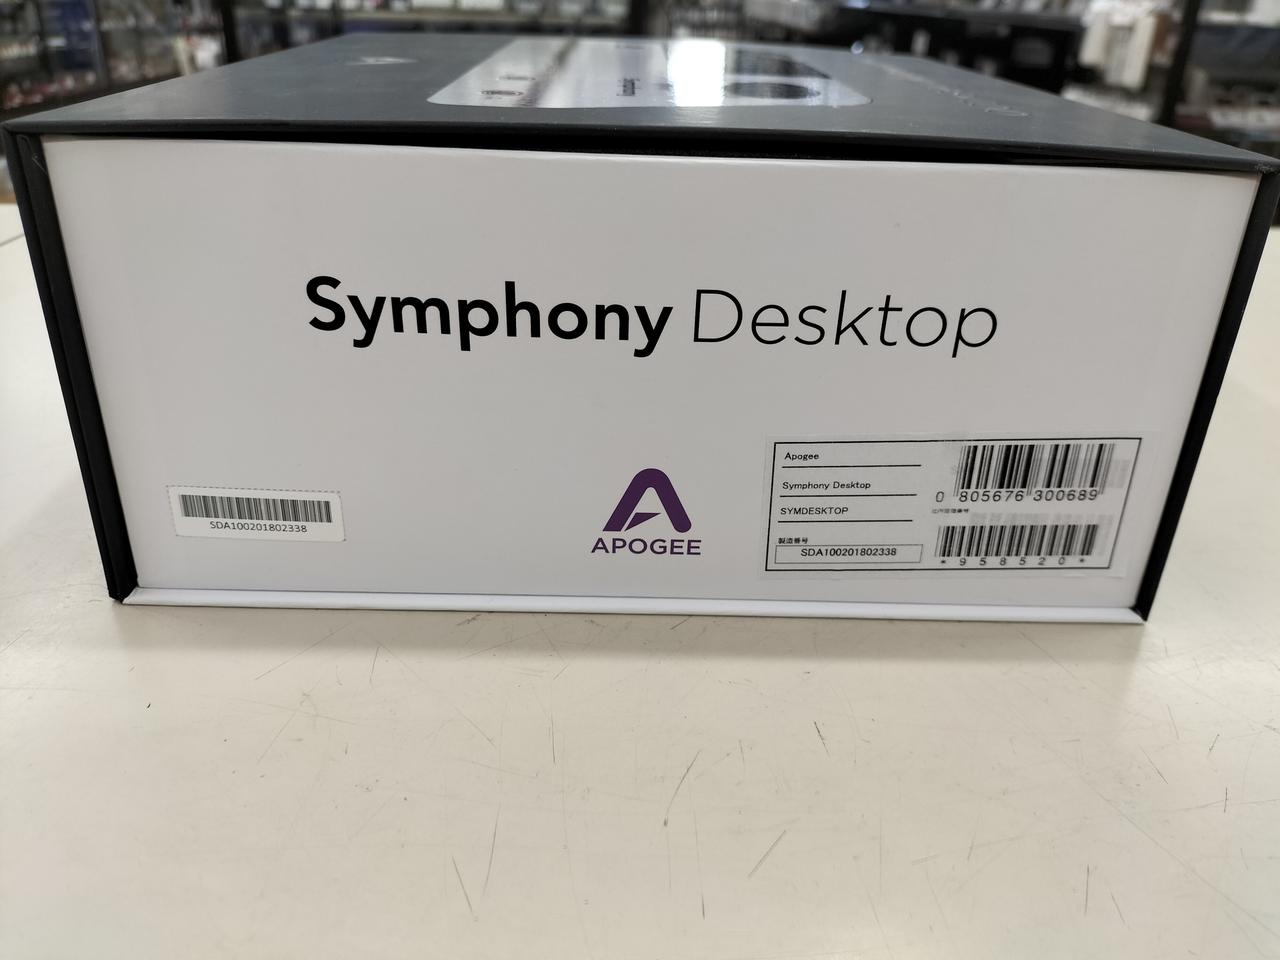 Symphony Desktop
SDA100201802338
APOGEE
Apogee
Symphony Desktop
SYMDESKTOP
製造番号
SDA100201802338
0 805676 300689
*958520*